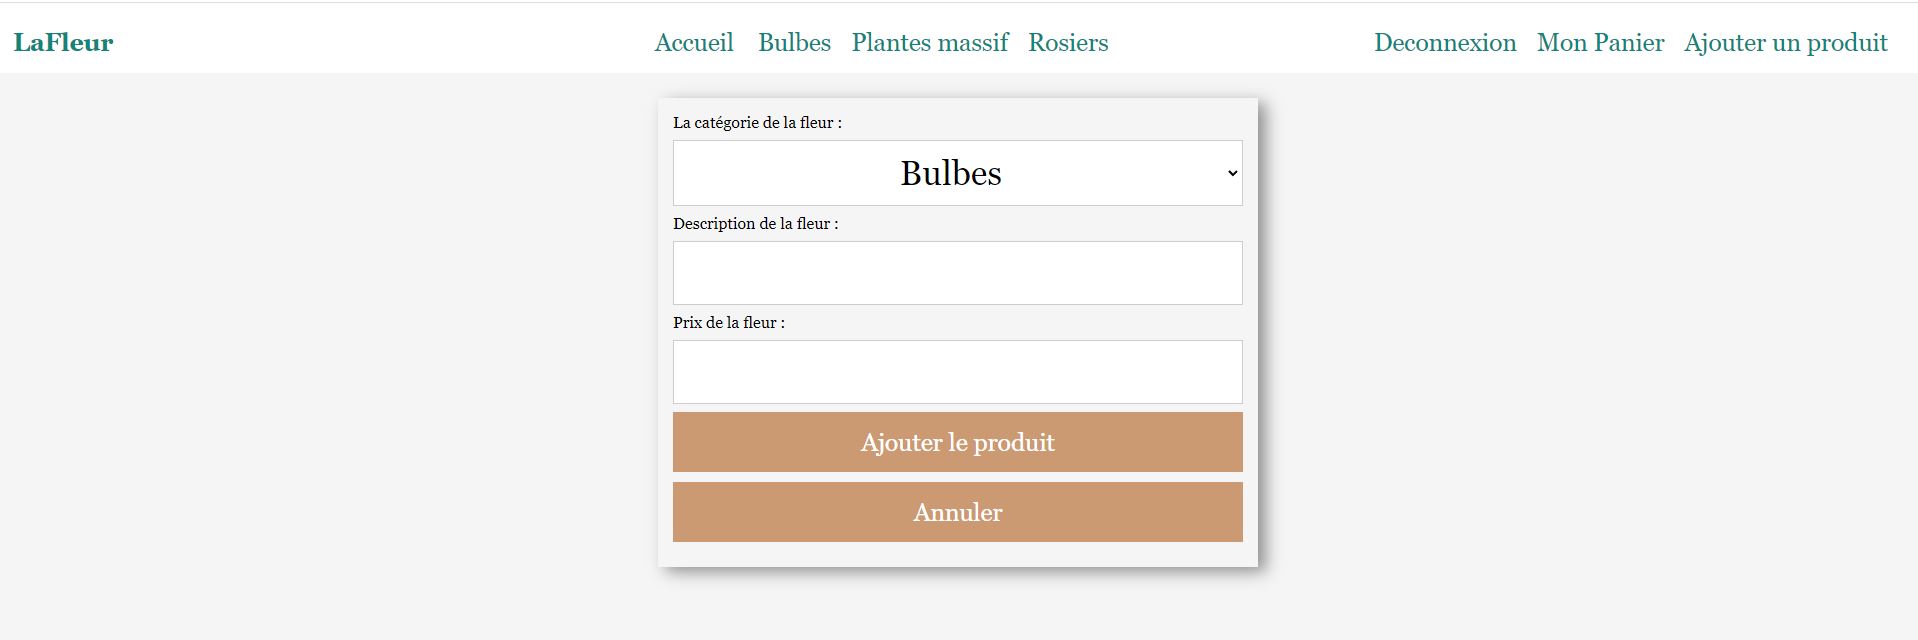 LaFleur Accueil Bulbes Plantes massif Rosiers Deconnexion Mon Panier Ajouter un produit
La catégorie de la fleur :
Bulbes
Description de la fleur :
Prix de la fleur :
Ajouter le produit
Annuler